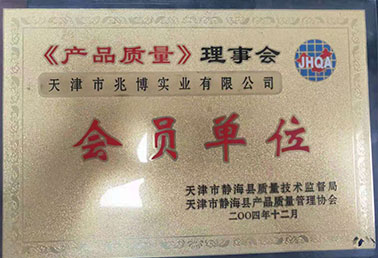 《产品质量》理事会
JHQA
天津市兆博实业有限公司
会员单位
天津市静海县质量技术监督局
天津市静海县产品质量管理协会
二〇〇四年十二月